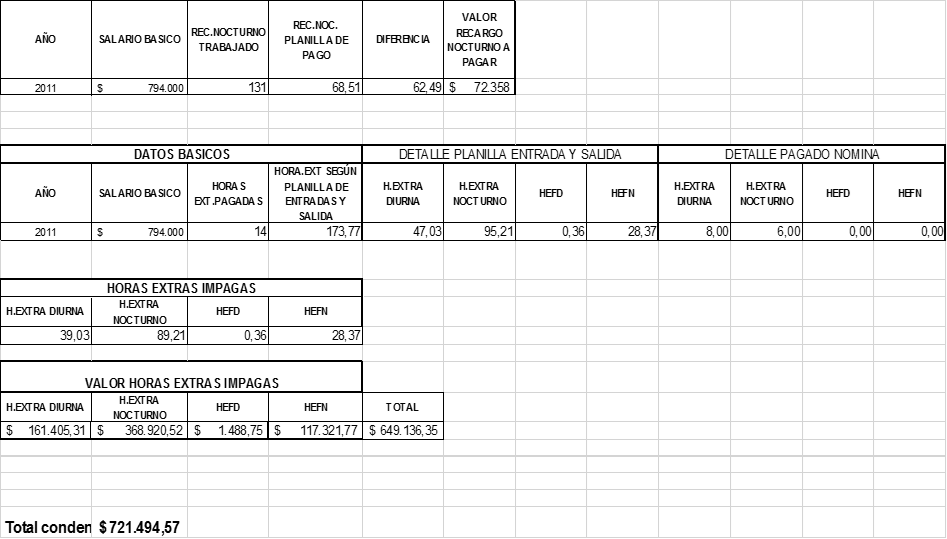 AÑO SALARIO BASICO REC.NOCTURNO TRABAJADO REC.NOC. PLANILLA DE PAGO DIFERENCIA VALOR RECARGO NOCTURNO A PAGAR
2011 $ 794.000 131 68,51 62,49 $ 72.358
DATOS BASICOS DETALLE PLANILLA ENTRADA Y SALIDA DETALLE PAGADO NOMINA
AÑO SALARIO BASICO HORAS EXT.PAGADAS HORA.EXT SEGÚN PLANILLA DE ENTRADAS Y SALIDA H.EXTRA DIURNA H.EXTRA NOCTURNO HEFD HEFN H.EXTRA DIURNA H.EXTRA NOCTURNO HEFD HEFN
2011 $ 794.000 14 173,77 47,03 95,21 0,36 28,37 8,00 6,00 0,00 0,00
HORAS EXTRAS IMPAGAS
H.EXTRA DIURNA H.EXTRA NOCTURNO HEFD HEFN
39,03 89,21 0,36 28,37
VALOR HORAS EXTRAS IMPAGAS
H.EXTRA DIURNA H.EXTRA NOCTURNO HEFD HEFN TOTAL
$ 161.405,31 $ 368.920,52 $ 1.488,75 $ 117.321,77 $ 649.136,35
Total conden $ 721.494,57